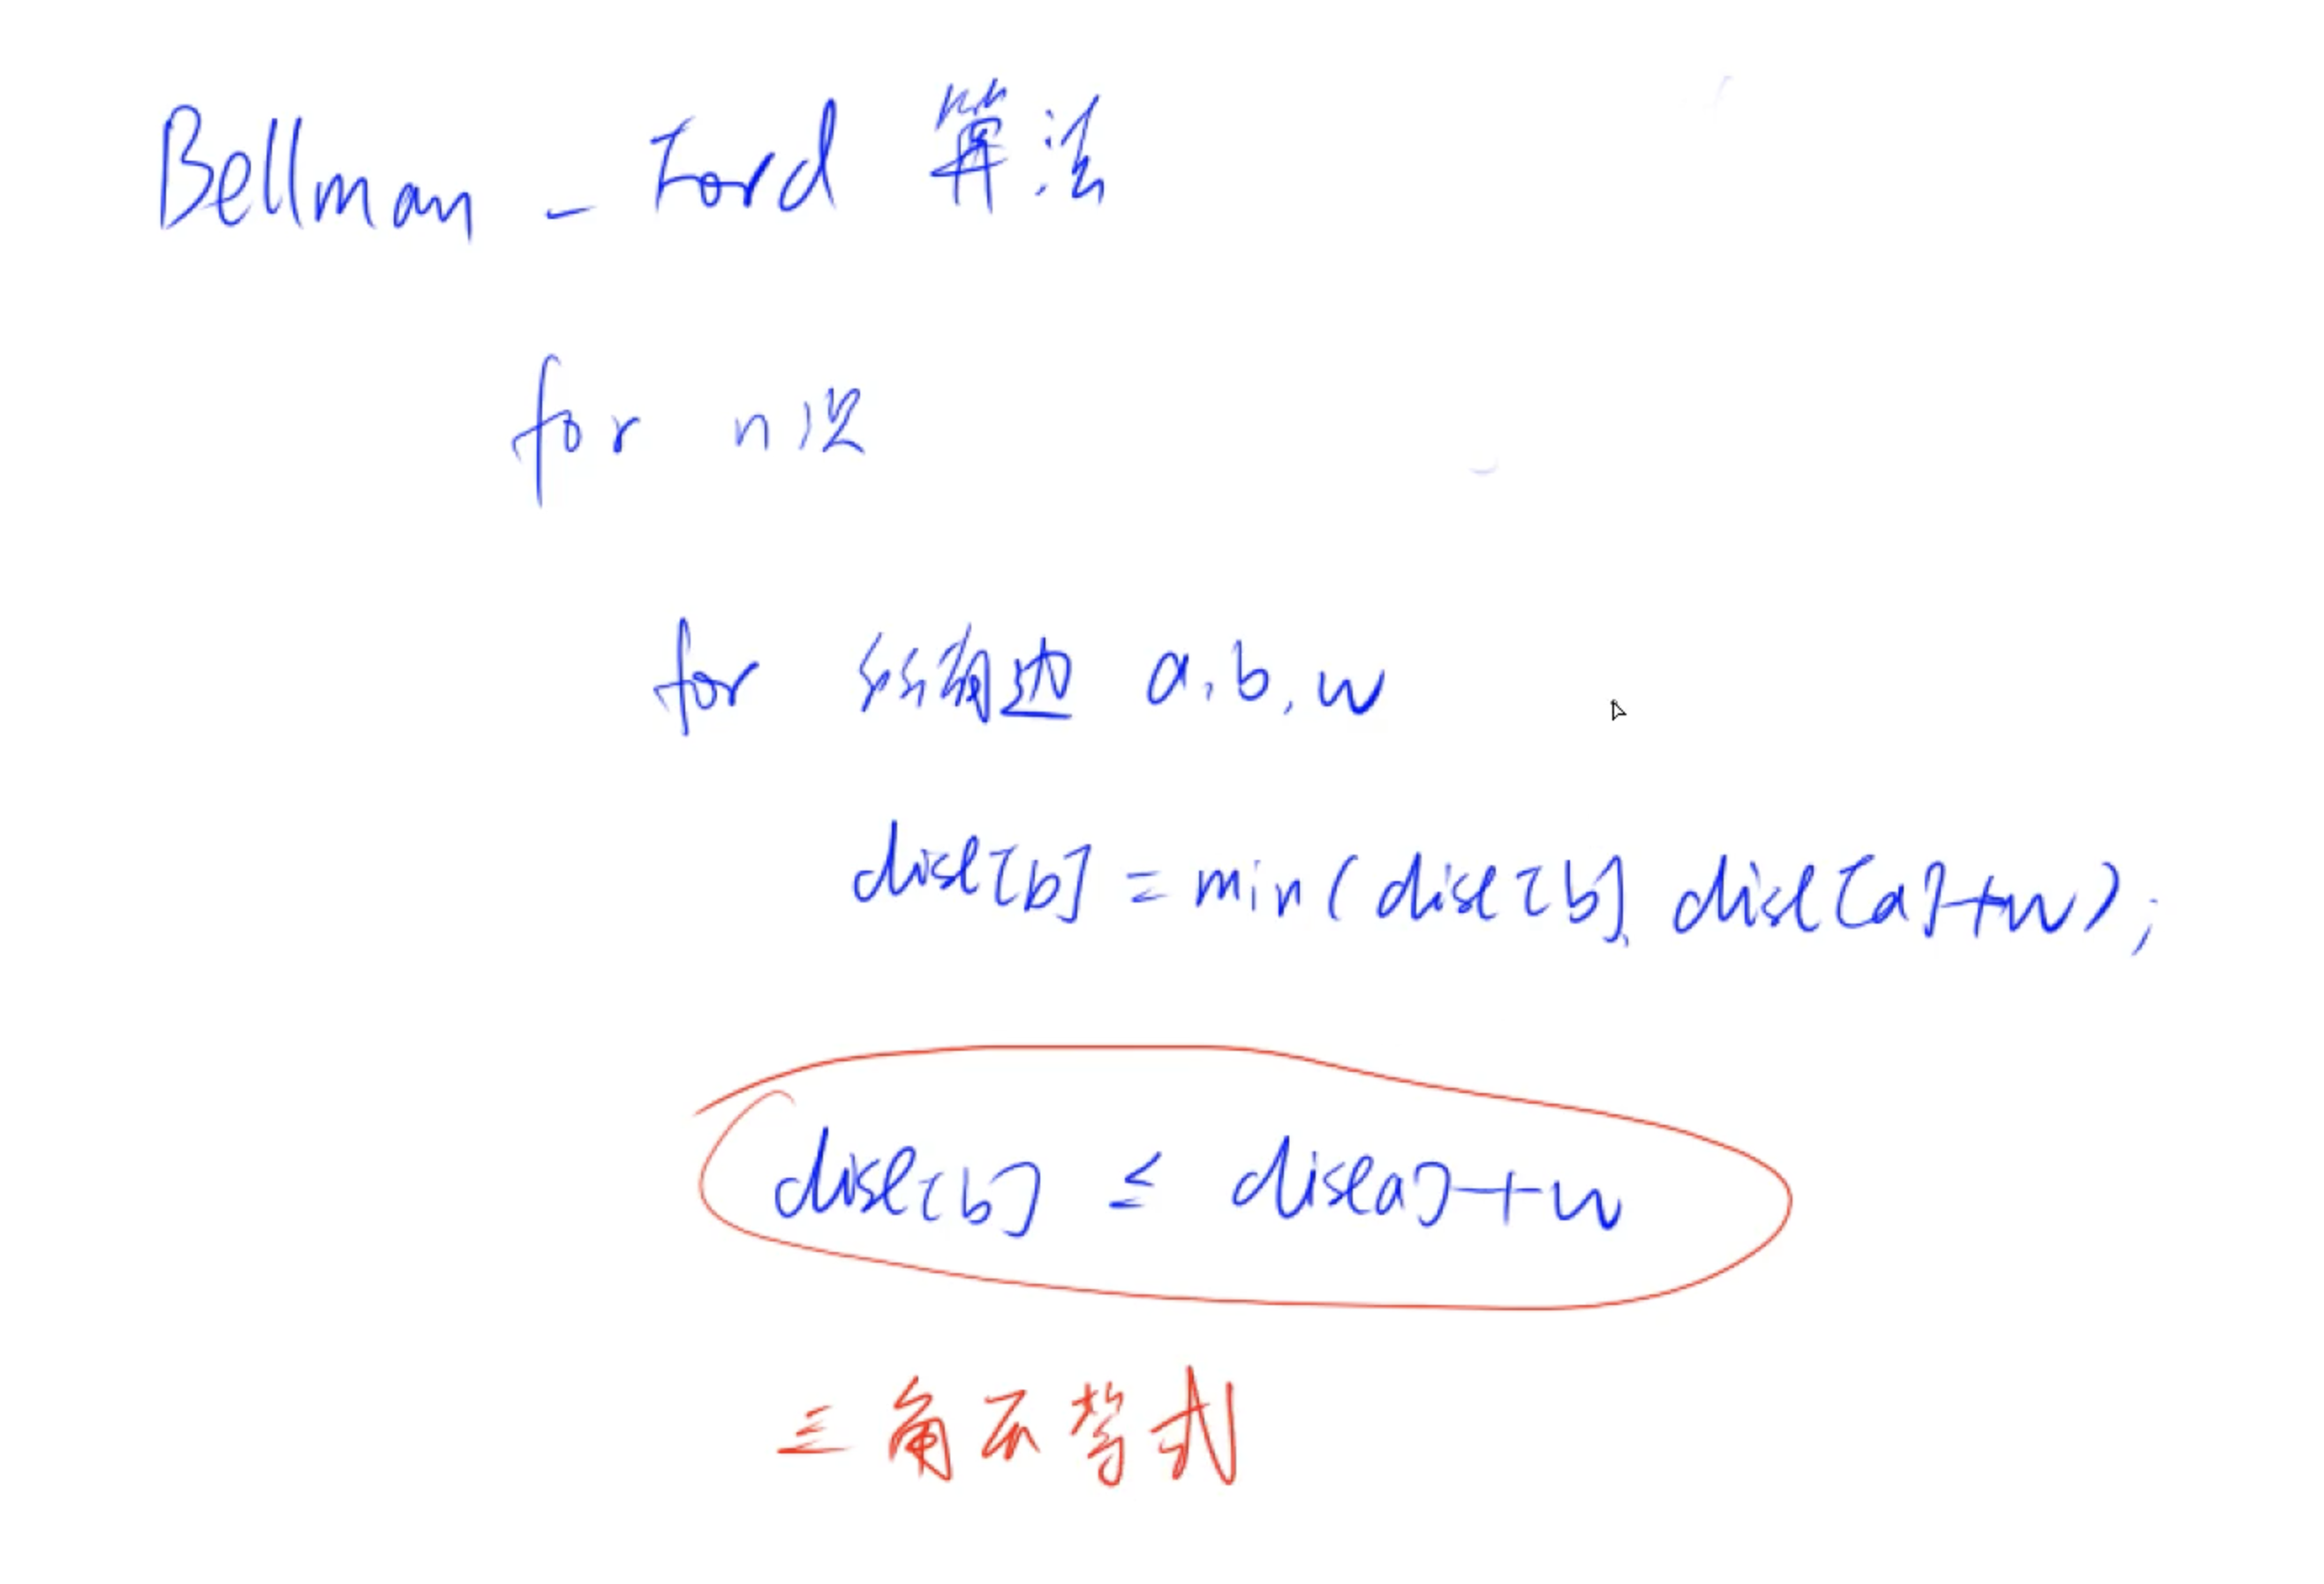 Bellman - Ford 算法
for n次
for 所有边 a, b, w
dist[b] = min(dist[b], dist[a]+w);
dist[b] ≤ dist[a]+w
三角不等式